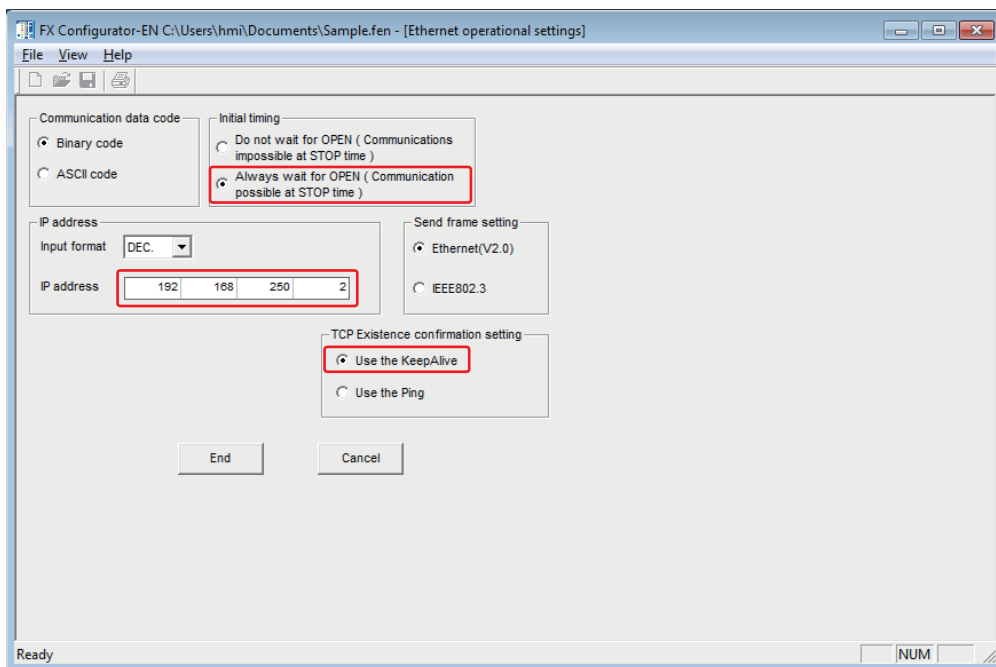 FX Configurator-EN C:\Users\hmi\Documents\Sample.fen - [Ethernet operational settings]
File View Help
Communication data code
Binary code
ASCII code
Initial timing
Do not wait for OPEN ( Communications
impossible at STOP time )
Always wait for OPEN ( Communication
possible at STOP time )
IP address
Input format DEC.
IP address 192 168 250 2
Send frame setting
Ethernet(V2.0)
IEEE802.3
TCP Existence confirmation setting
Use the KeepAlive
Use the Ping
End Cancel
Ready NUM